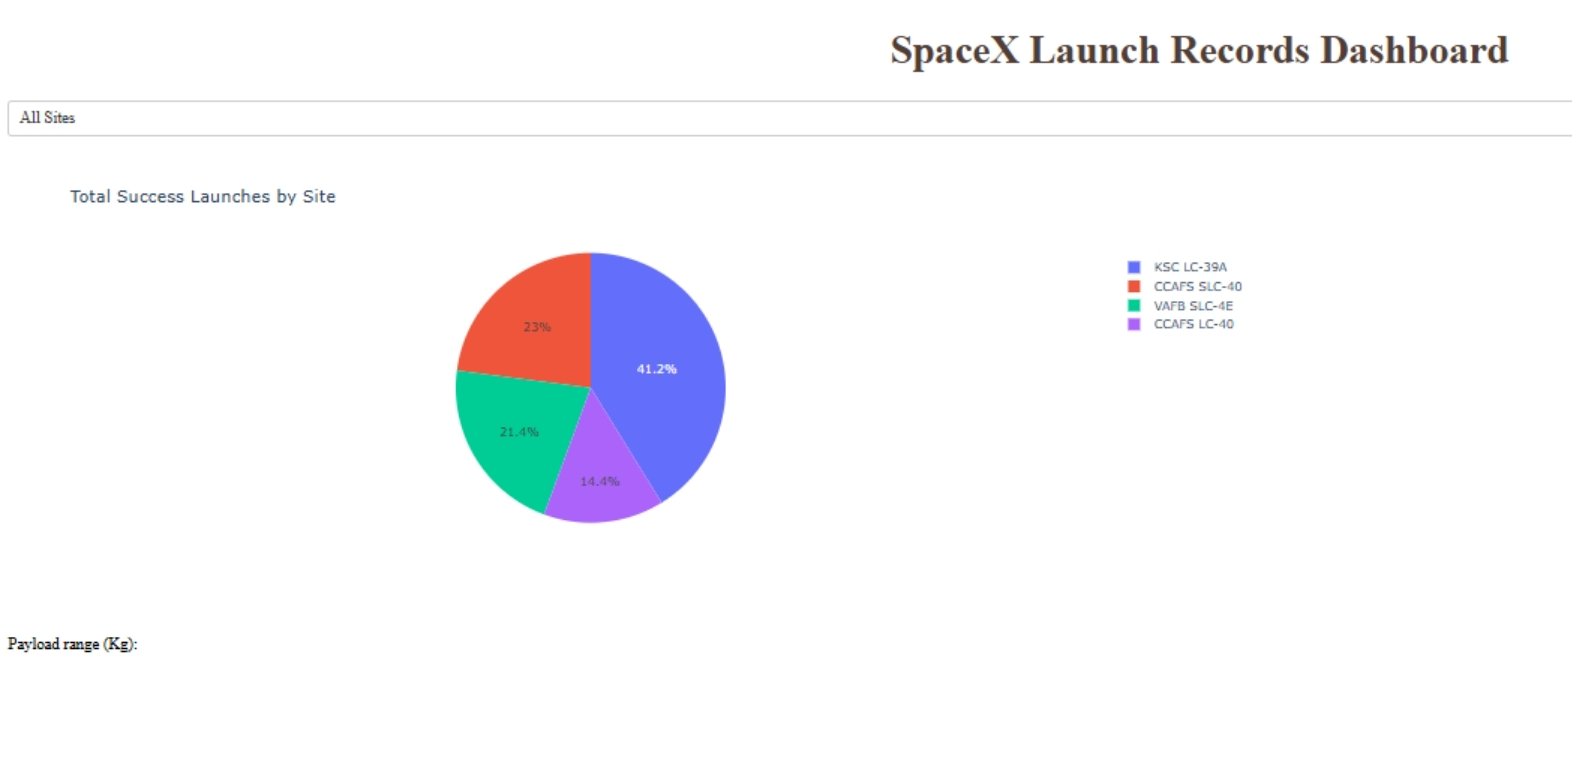 SpaceX Launch Records Dashboard
All Sites
Total Success Launches by Site
KSC LC-39A
CCAFS SLC-40
VAFB SLC-4E
CCAFS LC-40
23%
41.2%
21.4%
14.4%
Payload range (Kg):